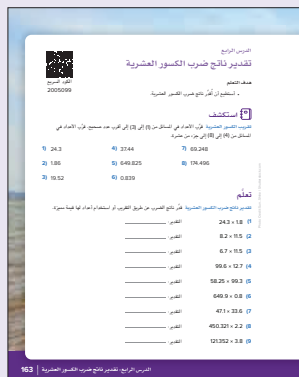 الدرس الرابع
تقدير ناتج ضرب الكسور العشرية
الكود السريع
2005099
هدف التعلم
• أستطيع أن أُقدِّر ناتج ضرب الكسور العشرية.
استكشف
تقريب الكسور العشرية قرِّب الأعداد في المسائل من (1) إلى (3) إلى أقرب عدد صحيح. قرِّب الأعداد في
المسائل من (4) إلى (8) إلى جزء من عشرة.
1) 24.3 4) 37.44 7) 69.248
2) 1.86 5) 649.825 8) 174.496
3) 19.52 6) 0.839
تعلَّم
تقدير ناتج ضرب الكسور العشرية قدِّر ناتج الضرب عن طريق التقريب أو استخدام أعداد لها قيمة مميزة.
(1 24.3 × 1.8 التقدير:
(2 8.2 × 11.5 التقدير:
(3 6.7 × 11.5 التقدير:
(4 99.6 × 12.7 التقدير:
(5 58.25 × 99.3 التقدير:
(6 649.9 × 0.8 التقدير:
(7 47.1 × 33.6 التقدير:
(8 450.321 × 2.2 التقدير:
(9 121.352 × 3.8 التقدير:
الدرس الرابع: تقدير ناتج ضرب الكسور العشرية 163